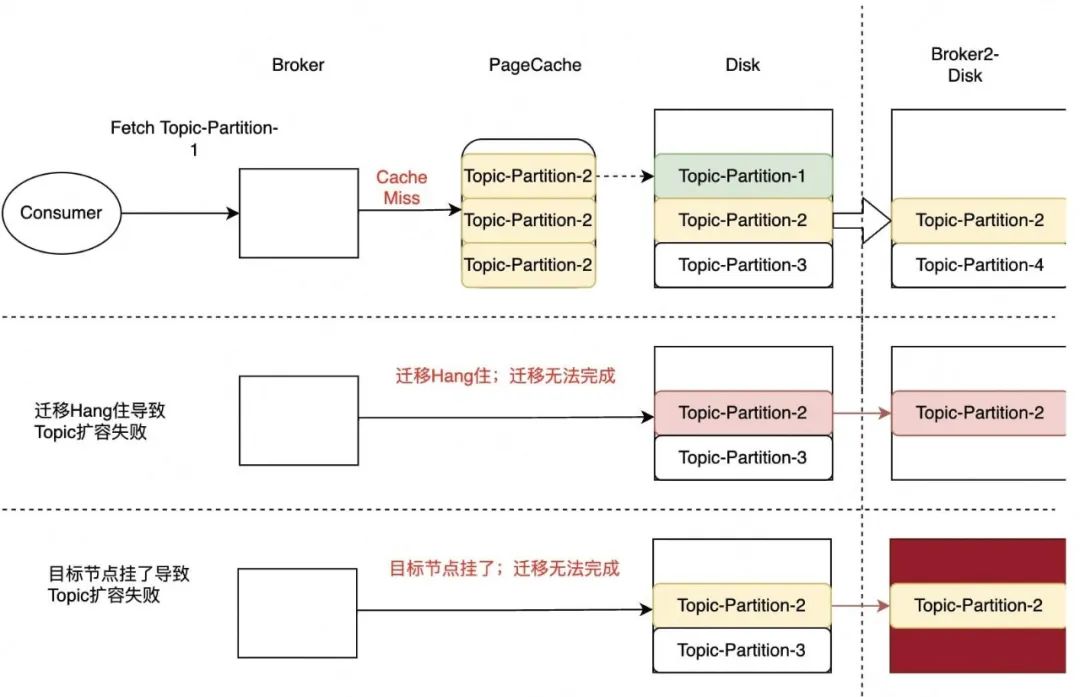 Broker
PageCache
Disk
Broker2-
Disk
Fetch Topic-Partition-
1
Consumer
Cache
Miss
Topic-Partition-2
Topic-Partition-2
Topic-Partition-2
Topic-Partition-1
Topic-Partition-2
Topic-Partition-3
Topic-Partition-2
Topic-Partition-4
迁移Hang住导致
Topic扩容失败
迁移Hang住；迁移无法完成
Topic-Partition-2
Topic-Partition-3
Topic-Partition-2
目标节点挂了导致
Topic扩容失败
目标节点挂了；迁移无法完成
Topic-Partition-2
Topic-Partition-3
Topic-Partition-2